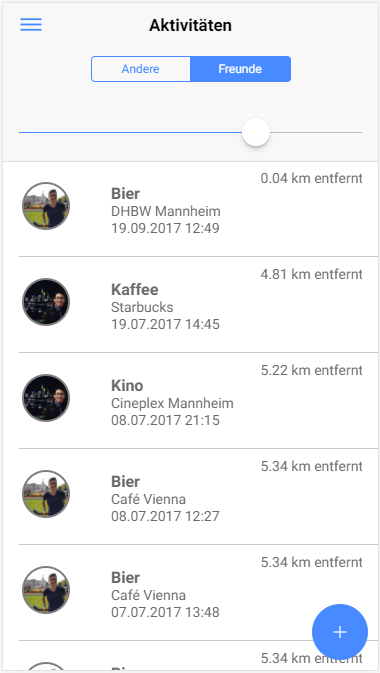 Aktivitäten
Andere Freunde
0.04 km entfernt
Bier
DHBW Mannheim
19.09.2017 12:49
4.81 km entfernt
Kaffee
Starbucks
19.07.2017 14:45
5.22 km entfernt
Kino
Cineplex Mannheim
08.07.2017 21:15
5.34 km entfernt
Bier
Café Vienna
08.07.2017 12:27
5.34 km entfernt
Bier
Café Vienna
07.07.2017 13:48
5.34 km entfernt